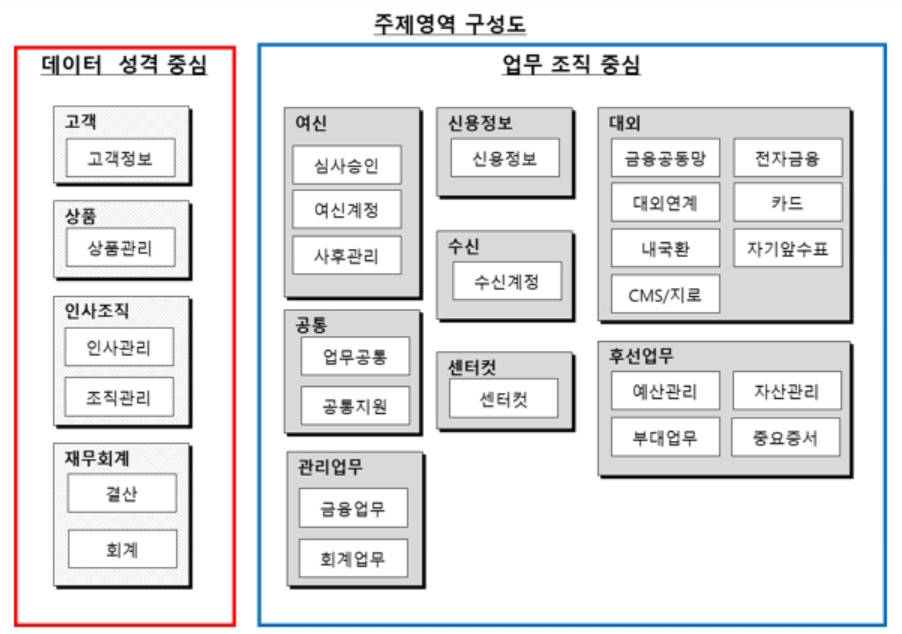 주제영역 구성도
데이터 성격 중심
고객
고객정보
상품
상품관리
인사조직
인사관리
조직관리
재무회계
결산
회계
업무 조직 중심
여신
심사승인
여신계정
사후관리
공통
업무공통
공통지원
관리업무
금융업무
회계업무
신용정보
신용정보
수신
수신계정
센터컷
센터컷
대외
금융공동망 전자금융
대외연계 카드
내국환 자기앞수표
CMS/지로
후선업무
예산관리 자산관리
부대업무 중요증서